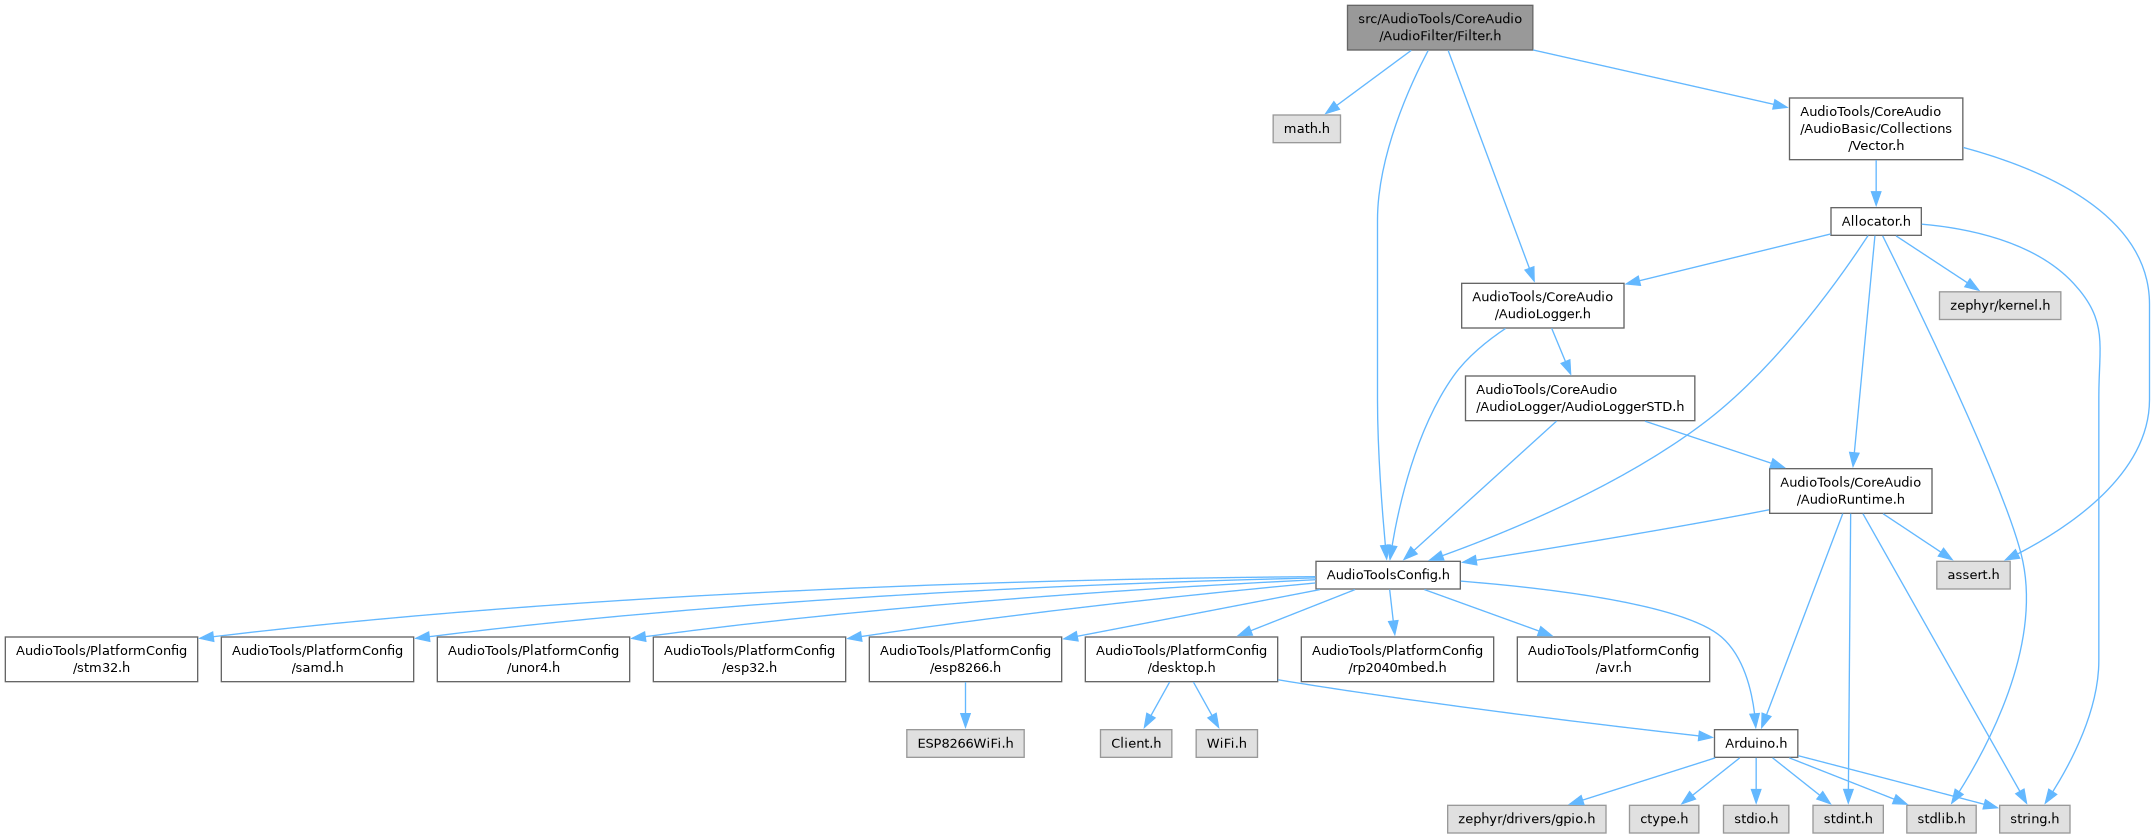 src/AudioTools/CoreAudio
/AudioFilter/Filter.h
math.h
AudioTools/CoreAudio
/AudioBasic/Collections
/Vector.h
Allocator.h
AudioTools/CoreAudio
/AudioLogger.h
zephyr/kernel.h
AudioTools/CoreAudio
/AudioLogger/AudioLoggerSTD.h
AudioTools/CoreAudio
/AudioRuntime.h
AudioToolsConfig.h
assert.h
AudioTools/PlatformConfig
/stm32.h
AudioTools/PlatformConfig
/samd.h
AudioTools/PlatformConfig
/unor4.h
AudioTools/PlatformConfig
/esp32.h
AudioTools/PlatformConfig
/esp8266.h
AudioTools/PlatformConfig
/desktop.h
AudioTools/PlatformConfig
/rp2040mbed.h
AudioTools/PlatformConfig
/avr.h
ESP8266WiFi.h
Client.h
WiFi.h
Arduino.h
zephyr/drivers/gpio.h
ctype.h
stdio.h
stdint.h
stdlib.h
string.h